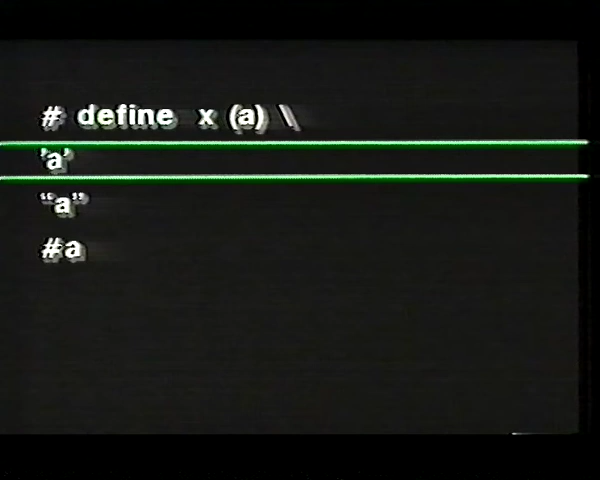 # define x (a) \
'a'
“a”
#a